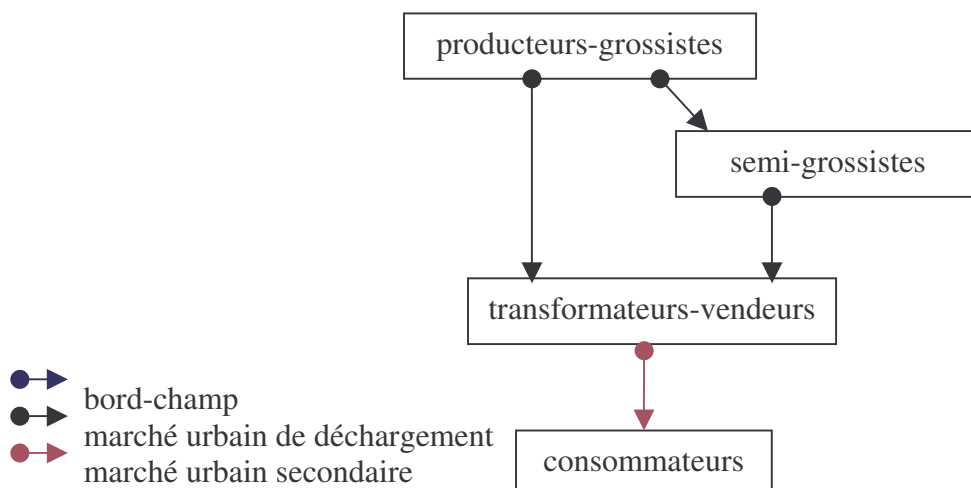 producteurs-grossistes
semi-grossistes
transformateurs-vendeurs
bord-champ
marché urbain de déchargement
marché urbain secondaire
consommateurs